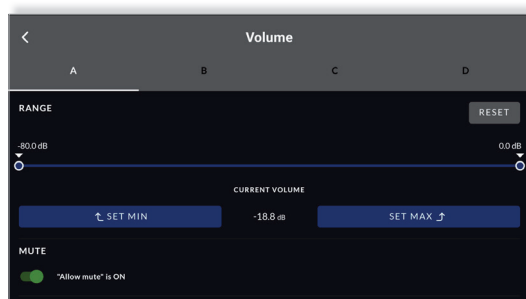 Volume
A B C D
RANGE RESET
-80.0 dB 0.0 dB
CURRENT VOLUME
SET MIN -18.8 dB SET MAX
MUTE
"Allow mute" is ON